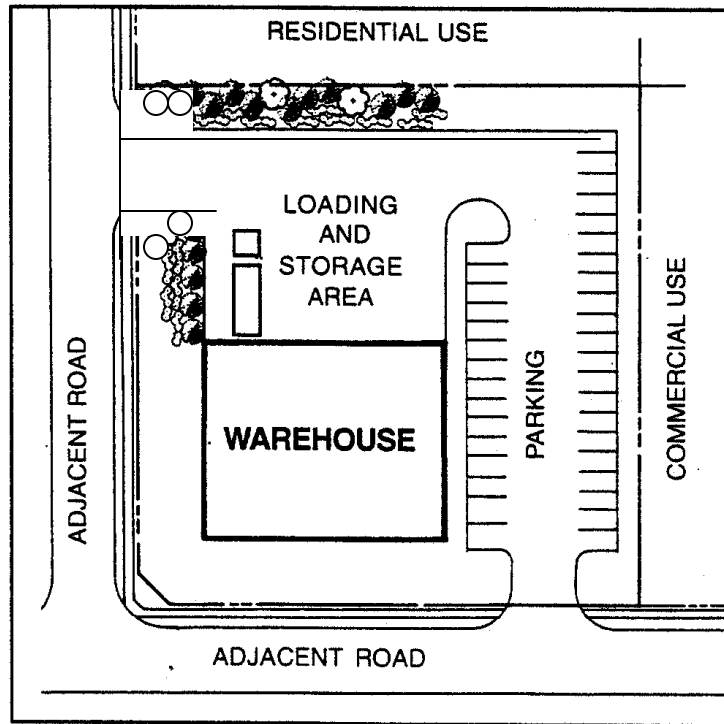 RESIDENTIAL USE
LOADING
AND
STORAGE
AREA
WAREHOUSE
PARKING
COMMERCIAL USE
ADJACENT ROAD
ADJACENT ROAD